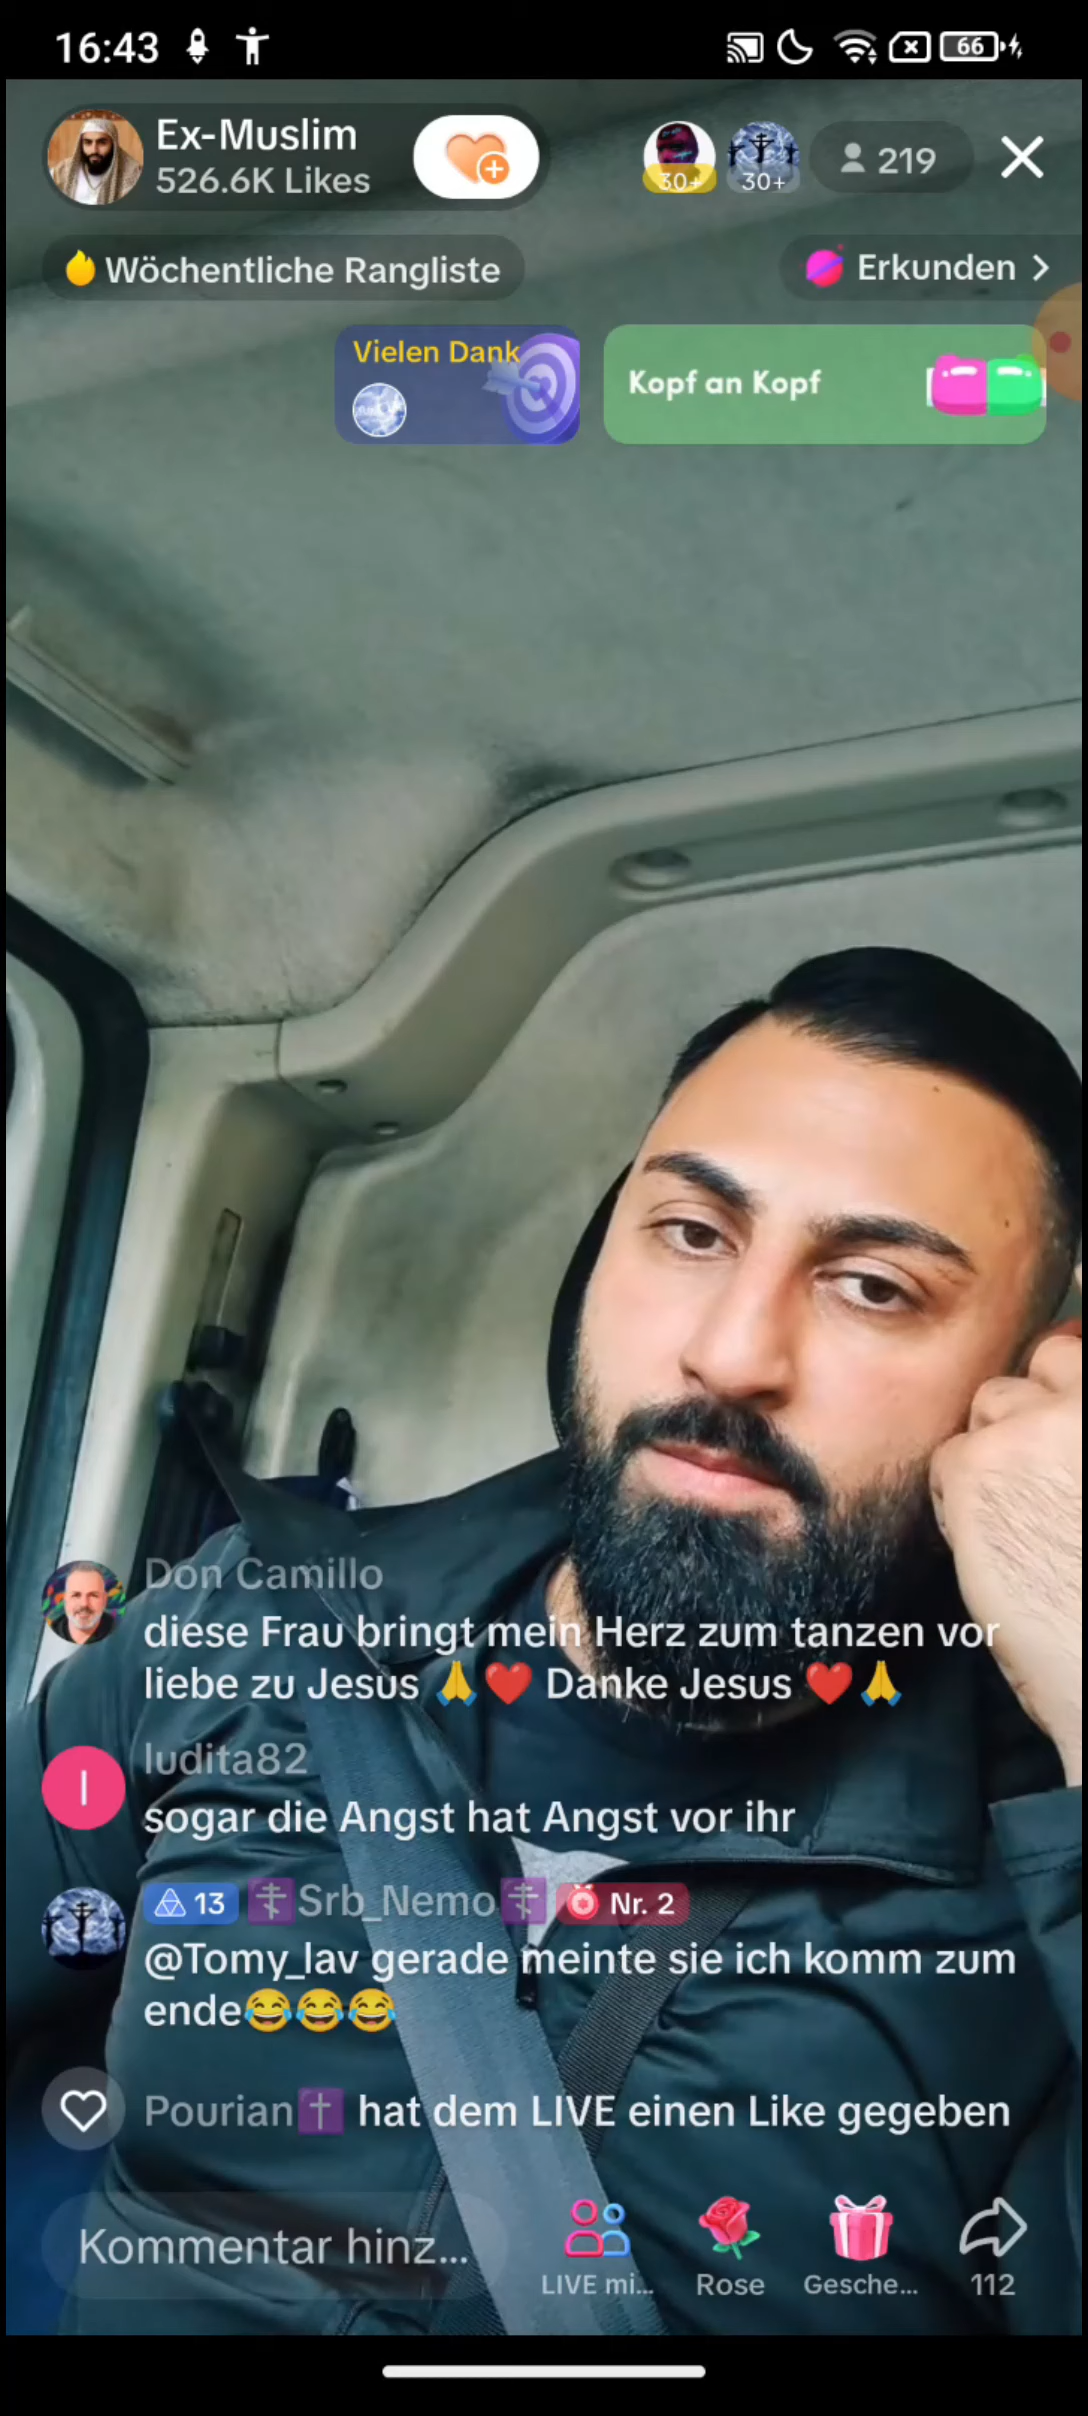 16:43
66
Ex-Muslim
526.6K Likes
30+
30+
219
Wöchentliche Rangliste
Erkunden >
Vielen Dank
Kopf an Kopf
Don Camillo
diese Frau bringt mein Herz zum tanzen vor
liebe zu Jesus 🙏❤️ Danke Jesus ❤️🙏
l
ludita82
sogar die Angst hat Angst vor ihr
13 ☦️Srb_Nemo☦️ Nr. 2
@Tomy_lav gerade meinte sie ich komm zum
ende😂😂😂
Pourian✝️ hat dem LIVE einen Like gegeben
Kommentar hinz...
LIVE mi...
Rose
Gesche...
112